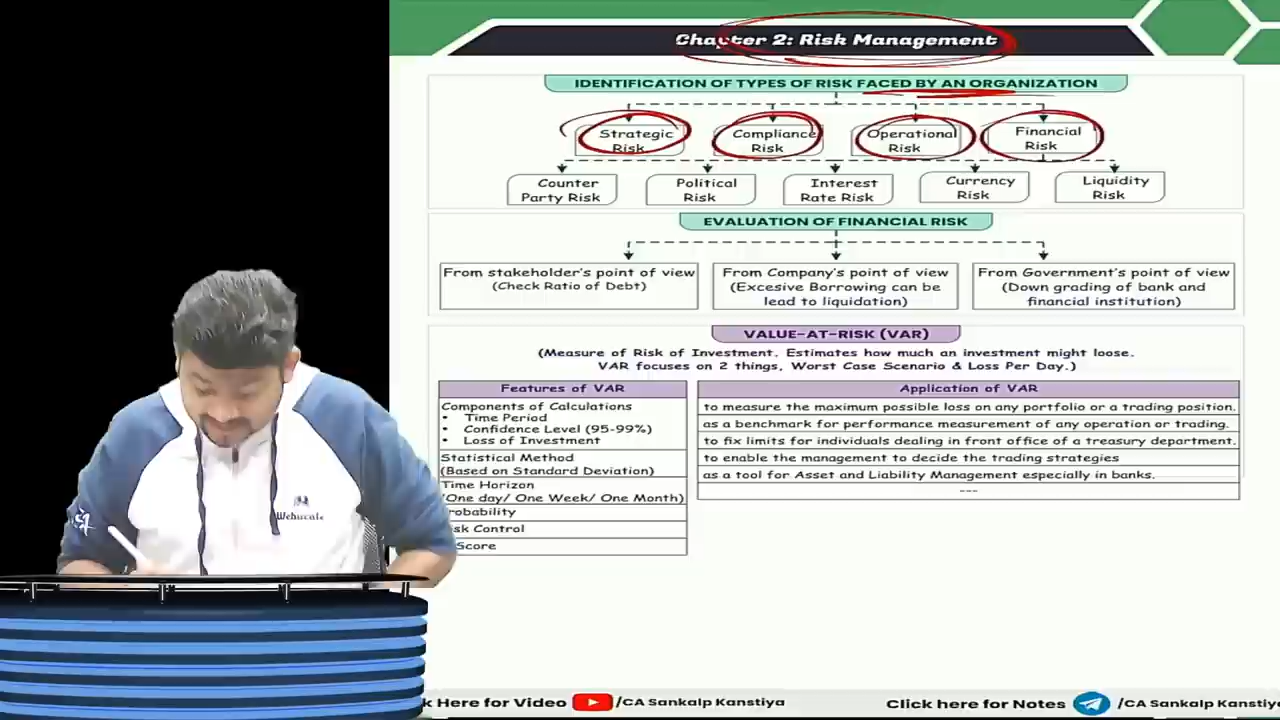 Chapter 2: Risk Management
IDENTIFICATION OF TYPES OF RISK FACED BY AN ORGANIZATION
Strategic
Risk
Compliance
Risk
Operational
Risk
Financial
Risk
Counter
Party Risk
Political
Risk
Interest
Rate Risk
Currency
Risk
Liquidity
Risk
EVALUATION OF FINANCIAL RISK
From stakeholder's point of view
(Check Ratio of Debt)
From Company's point of view
(Excesive Borrowing can be
lead to liquidation)
From Government's point of view
(Down grading of bank and
financial institution)
VALUE-AT-RISK (VAR)
(Measure of Risk of Investment. Estimates how much an investment might loose.
VAR focuses on 2 things, Worst Case Scenario & Loss Per Day.)
Features of VAR
Components of Calculations
• Time Period
• Confidence Level (95-99%)
• Loss of Investment
Statistical Method
(Based on Standard Deviation)
Time Horizon
(One day/ One Week/ One Month)
robability
sk Control
Score
Application of VAR
to measure the maximum possible loss on any portfolio or a trading position.
as a benchmark for performance measurement of any operation or trading.
to fix limits for individuals dealing in front office of a treasury department.
to enable the management to decide the trading strategies
as a tool for Asset and Liability Management especially in banks.
---
Wehucate
k Here for Video /CA Sankalp Kanstiya
Click here for Notes /CA Sankalp Kanstiy